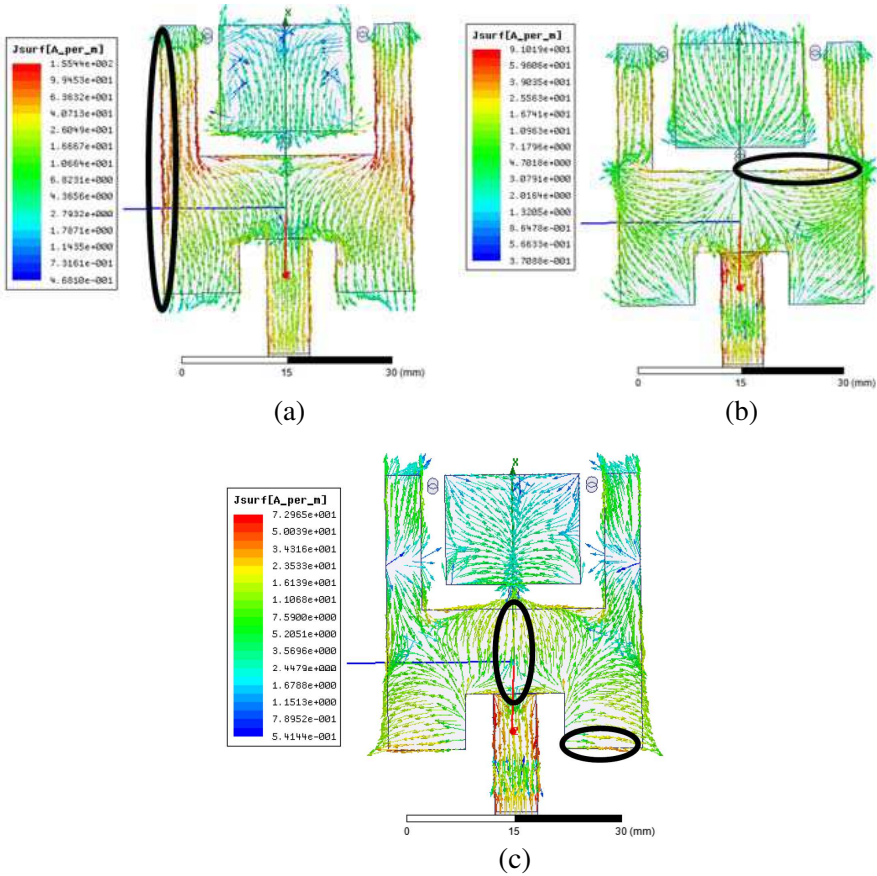 Jsurf[A_per_m]
1.5544e+002
9.9453e+001
6.3632e+001
4.0713e+001
2.6049e+001
1.6667e+001
1.0664e+001
6.8231e+000
4.3656e+000
2.7932e+000
1.7871e+000
1.1435e+000
7.3161e-001
4.6810e-001
X
0 15 30 (mm)
(a)
Jsurf[A_per_m]
9.1019e+001
5.9606e+001
3.9035e+001
2.5563e+001
1.6741e+001
1.0963e+001
7.1796e+000
4.7018e+000
3.0791e+000
2.0164e+000
1.3205e+000
8.6478e-001
5.6633e-001
3.7088e-001
0 15 30 (mm)
(b)
Jsurf[A_per_m]
7.2965e+001
5.0039e+001
3.4316e+001
2.3533e+001
1.6139e+001
1.1068e+001
7.5900e+000
5.2051e+000
3.5696e+000
2.4479e+000
1.6788e+000
1.1513e+000
7.8952e-001
5.4144e-001
X
0 15 30 (mm)
(c)